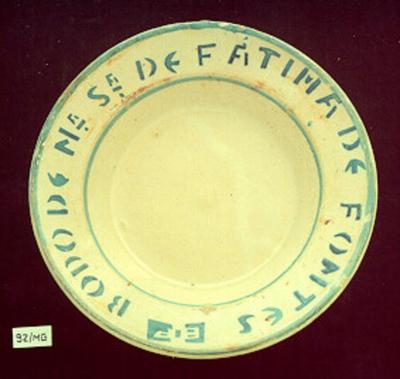 BODO DE Nª Sª DE FÁTIMA DE FONTES E·P
92/MG